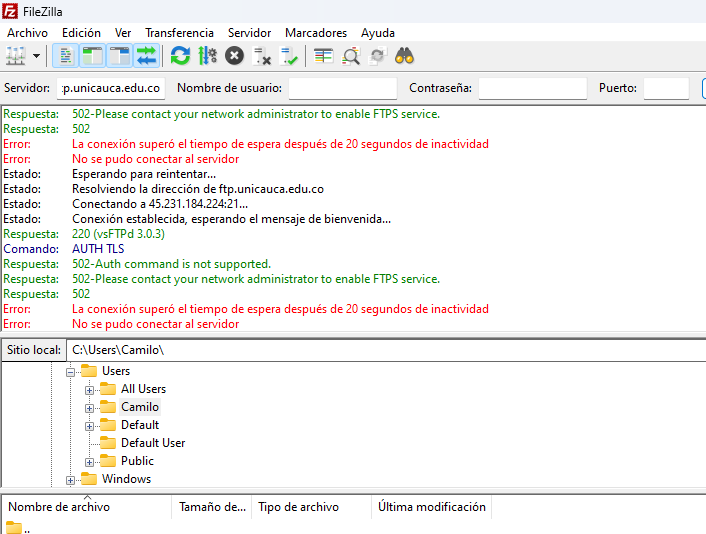 FileZilla
Archivo Edición Ver Transferencia Servidor Marcadores Ayuda
Servidor: :p.unicauca.edu.co Nombre de usuario: Contraseña: Puerto:
Respuesta: 502-Please contact your network administrator to enable FTPS service.
Respuesta: 502
Error: La conexión superó el tiempo de espera después de 20 segundos de inactividad
Error: No se pudo conectar al servidor
Estado: Esperando para reintentar...
Estado: Resolviendo la dirección de ftp.unicauca.edu.co
Estado: Conectando a 45.231.184.224:21...
Estado: Conexión establecida, esperando el mensaje de bienvenida...
Respuesta: 220 (vsFTPd 3.0.3)
Comando: AUTH TLS
Respuesta: 502-Auth command is not supported.
Respuesta: 502-Please contact your network administrator to enable FTPS service.
Respuesta: 502
Error: La conexión superó el tiempo de espera después de 20 segundos de inactividad
Error: No se pudo conectar al servidor
Sitio local: C:\Users\Camilo\
Users
All Users
Camilo
Default
Default User
Public
Windows
Nombre de archivo Tamaño de... Tipo de archivo Última modificación
..